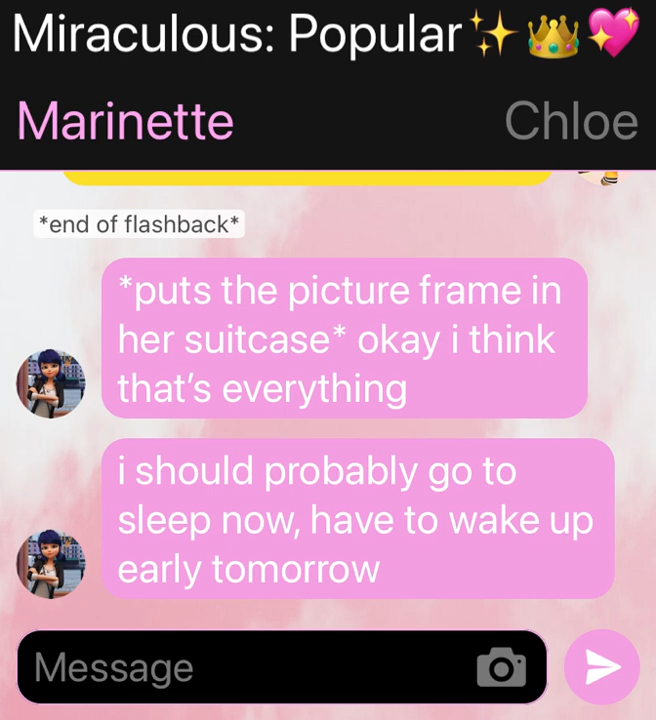 Miraculous: Popular✨👑💖
Marinette
Chloe
*end of flashback*
*puts the picture frame in
her suitcase* okay i think
that’s everything
i should probably go to
sleep now, have to wake up
early tomorrow
Message